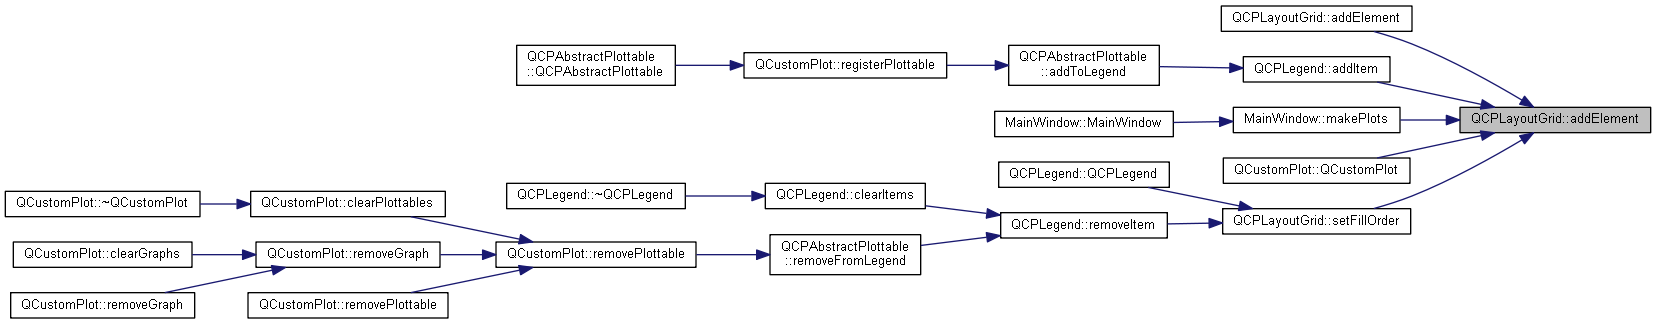 QCPLayoutGrid::addElement
QCPAbstractPlottable
::QCPAbstractPlottable
QCustomPlot::registerPlottable
QCPAbstractPlottable
::addToLegend
QCPLegend::addItem
MainWindow::MainWindow
MainWindow::makePlots
QCPLayoutGrid::addElement
QCPLegend::QCPLegend
QCustomPlot::QCustomPlot
QCustomPlot::~QCustomPlot
QCustomPlot::clearPlottables
QCPLegend::~QCPLegend
QCPLegend::clearItems
QCPLegend::removeItem
QCPLayoutGrid::setFillOrder
QCustomPlot::clearGraphs
QCustomPlot::removeGraph
QCustomPlot::removePlottable
QCPAbstractPlottable
::removeFromLegend
QCustomPlot::removeGraph
QCustomPlot::removePlottable